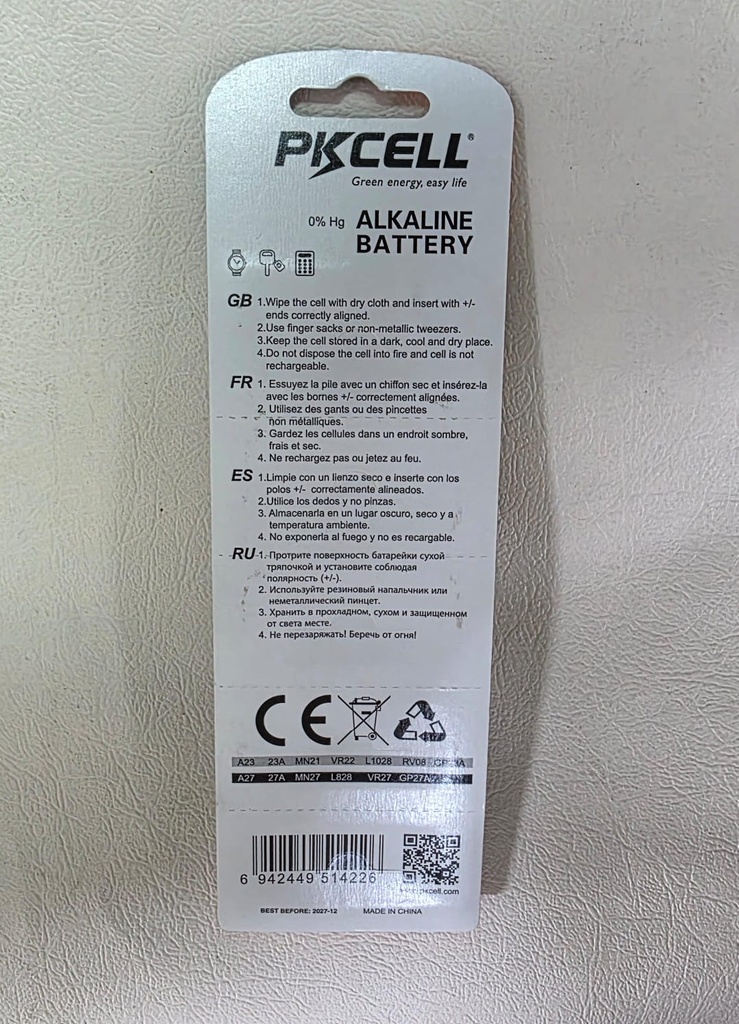 PKCELL®
Green energy, easy life
0% Hg ALKALINE
BATTERY
GB 1.Wipe the cell with dry cloth and insert with +/-
ends correctly aligned.
2.Use finger sacks or non-metallic tweezers.
3.Keep the cell stored in a dark, cool and dry place.
4.Do not dispose the cell into fire and cell is not
rechargeable.
FR 1. Essuyez la pile avec un chiffon sec et insérez-la
avec les bornes +/- correctement alignées.
2. Utilisez des gants ou des pincettes
non métalliques.
3. Gardez les cellules dans un endroit sombre,
frais et sec.
4. Ne rechargez pas ou jetez au feu.
ES 1.Limpie con un lienzo seco e inserte con los
polos +/- correctamente alineados.
2.Utilice los dedos y no pinzas.
3. Almacenarla en un lugar oscuro, seco y a
temperatura ambiente.
4. No exponerla al fuego y no es recargable.
RU 1. Протрите поверхность батарейки сухой
тряпочкой и установите соблюдая
полярность (+/-).
2. Используйте резиновый напальчник или
неметаллический пинцет.
3. Хранить в прохладном, сухом и защищенном
от света месте.
4. Не перезаряжать! Беречь от огня!
CE
A23 23A MN21 VR22 L1028 RV08
A27 27A MN27 L828 VR27 GP27A
6 942449 514226
BEST BEFORE: 2027-12 MADE IN CHINA